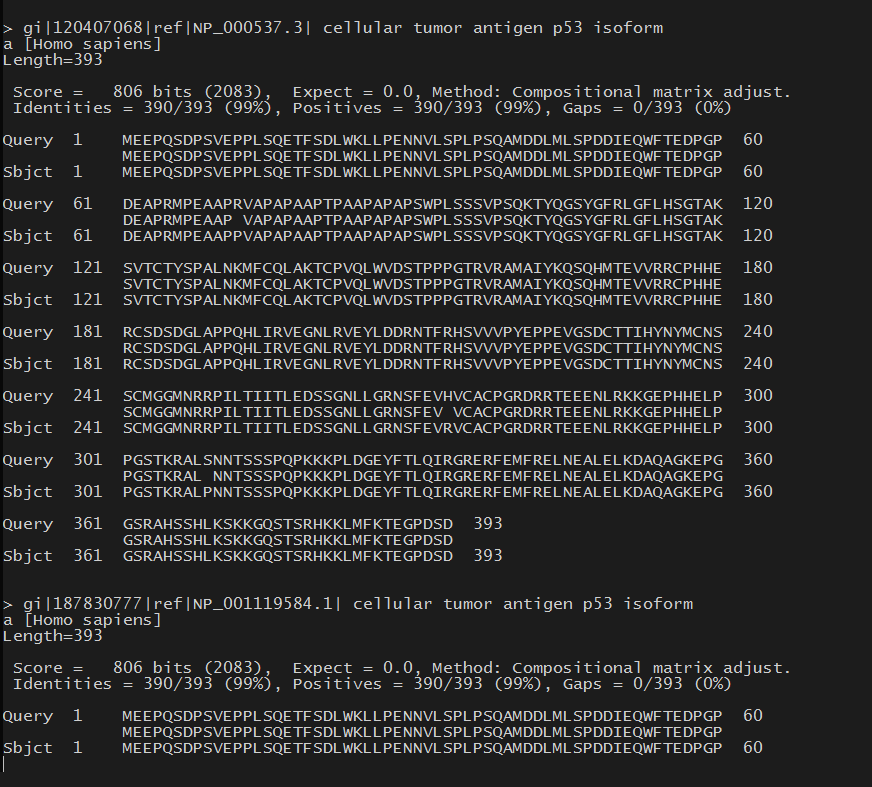 > gi|120407068|ref|NP_000537.3| cellular tumor antigen p53 isoform
a [Homo sapiens]
Length=393
Score =   806 bits (2083),  Expect = 0.0, Method: Compositional matrix adjust.
Identities = 390/393 (99%), Positives = 390/393 (99%), Gaps = 0/393 (0%)
Query  1    MEEPQSDPSVEPPLSQETFSDLWKLLPENNVLSPLPSQAMDDLMLSPDDIEQWFTEDPGP  60
            MEEPQSDPSVEPPLSQETFSDLWKLLPENNVLSPLPSQAMDDLMLSPDDIEQWFTEDPGP
Sbjct  1    MEEPQSDPSVEPPLSQETFSDLWKLLPENNVLSPLPSQAMDDLMLSPDDIEQWFTEDPGP  60
Query  61   DEAPRMPEAAPRVAPAPAAPTPAAPAPAPSWPLSSSVPSQKTYQGSYGFRLGFLHSGTAK  120
            DEAPRMPEAAP VAPAPAAPTPAAPAPAPSWPLSSSVPSQKTYQGSYGFRLGFLHSGTAK
Sbjct  61   DEAPRMPEAAPPVAPAPAAPTPAAPAPAPSWPLSSSVPSQKTYQGSYGFRLGFLHSGTAK  120
Query  121  SVTCTYSPALNKMFCQLAKTCPVQLWVDSTPPPGTRVRAMAIYKQSQHMTEVVRRCPHHE  180
            SVTCTYSPALNKMFCQLAKTCPVQLWVDSTPPPGTRVRAMAIYKQSQHMTEVVRRCPHHE
Sbjct  121  SVTCTYSPALNKMFCQLAKTCPVQLWVDSTPPPGTRVRAMAIYKQSQHMTEVVRRCPHHE  180
Query  181  RCSDSDGLAPPQHLIRVEGNLRVEYLDDRNTFRHSVVVPYEPPEVGSDCTTIHYNYMCNS  240
            RCSDSDGLAPPQHLIRVEGNLRVEYLDDRNTFRHSVVVPYEPPEVGSDCTTIHYNYMCNS
Sbjct  181  RCSDSDGLAPPQHLIRVEGNLRVEYLDDRNTFRHSVVVPYEPPEVGSDCTTIHYNYMCNS  240
Query  241  SCMGGMNRRPILTIITLEDSSGNLLGRNSFEVHVCACPGRDRRTEEENLRKKGEPHHELP  300
            SCMGGMNRRPILTIITLEDSSGNLLGRNSFEV VCACPGRDRRTEEENLRKKGEPHHELP
Sbjct  241  SCMGGMNRRPILTIITLEDSSGNLLGRNSFEVRVCACPGRDRRTEEENLRKKGEPHHELP  300
Query  301  PGSTKRALSNNTSSSPQPKKKPLDGEYFTLQIRGRERFEMFRELNEALELKDAQAGKEPG  360
            PGSTKRAL NNTSSSPQPKKKPLDGEYFTLQIRGRERFEMFRELNEALELKDAQAGKEPG
Sbjct  301  PGSTKRALPNNTSSSPQPKKKPLDGEYFTLQIRGRERFEMFRELNEALELKDAQAGKEPG  360
Query  361  GSRAHSSHLKSKKGQSTSRHKKLMFKTEGPDSD  393
            GSRAHSSHLKSKKGQSTSRHKKLMFKTEGPDSD
Sbjct  361  GSRAHSSHLKSKKGQSTSRHKKLMFKTEGPDSD  393
> gi|187830777|ref|NP_001119584.1| cellular tumor antigen p53 isoform
a [Homo sapiens]
Length=393
Score =   806 bits (2083),  Expect = 0.0, Method: Compositional matrix adjust.
Identities = 390/393 (99%), Positives = 390/393 (99%), Gaps = 0/393 (0%)
Query  1    MEEPQSDPSVEPPLSQETFSDLWKLLPENNVLSPLPSQAMDDLMLSPDDIEQWFTEDPGP  60
            MEEPQSDPSVEPPLSQETFSDLWKLLPENNVLSPLPSQAMDDLMLSPDDIEQWFTEDPGP
Sbjct  1    MEEPQSDPSVEPPLSQETFSDLWKLLPENNVLSPLPSQAMDDLMLSPDDIEQWFTEDPGP  60